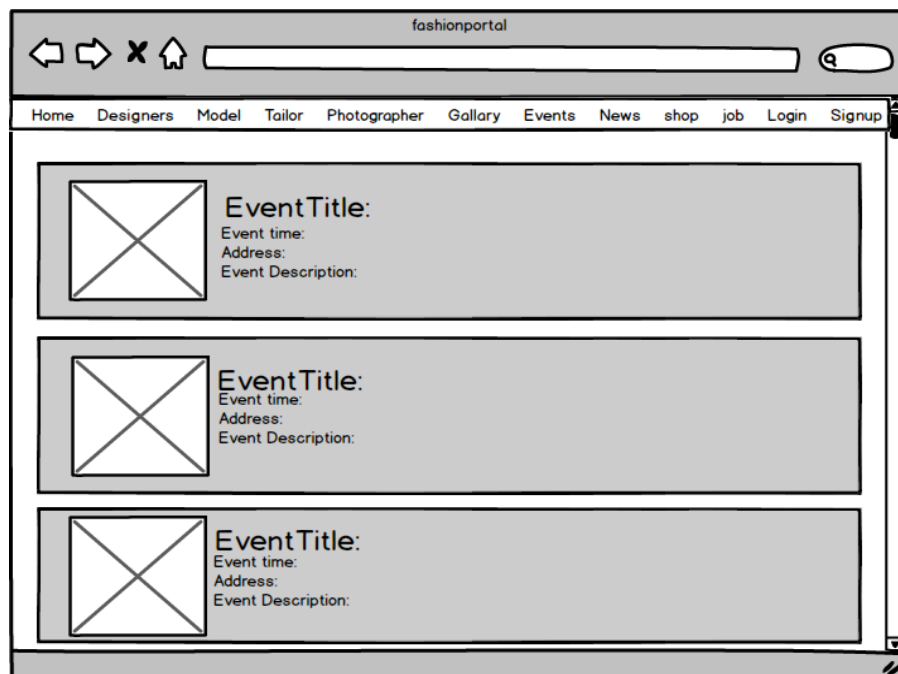 fashionportal
Home Designers Model Tailor Photographer Gallary Events News shop job Login Signup
EventTitle:
Event time:
Address:
Event Description:
EventTitle:
Event time:
Address:
Event Description:
EventTitle:
Event time:
Address:
Event Description: